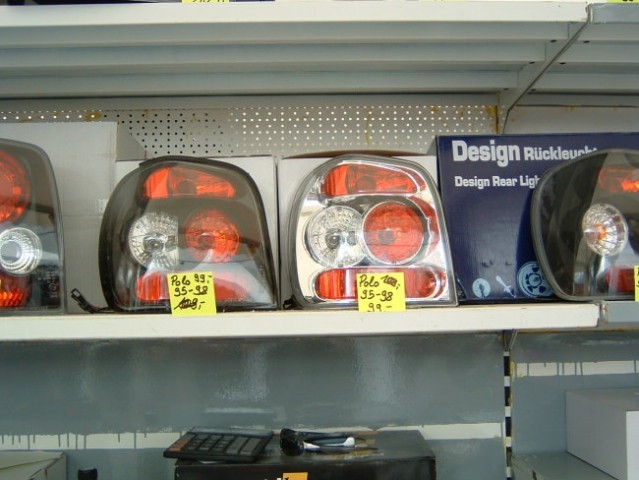 Design Rückleucht
Design Rear Ligh
Polo 99,-
95-98
Polo
95-98
99,-